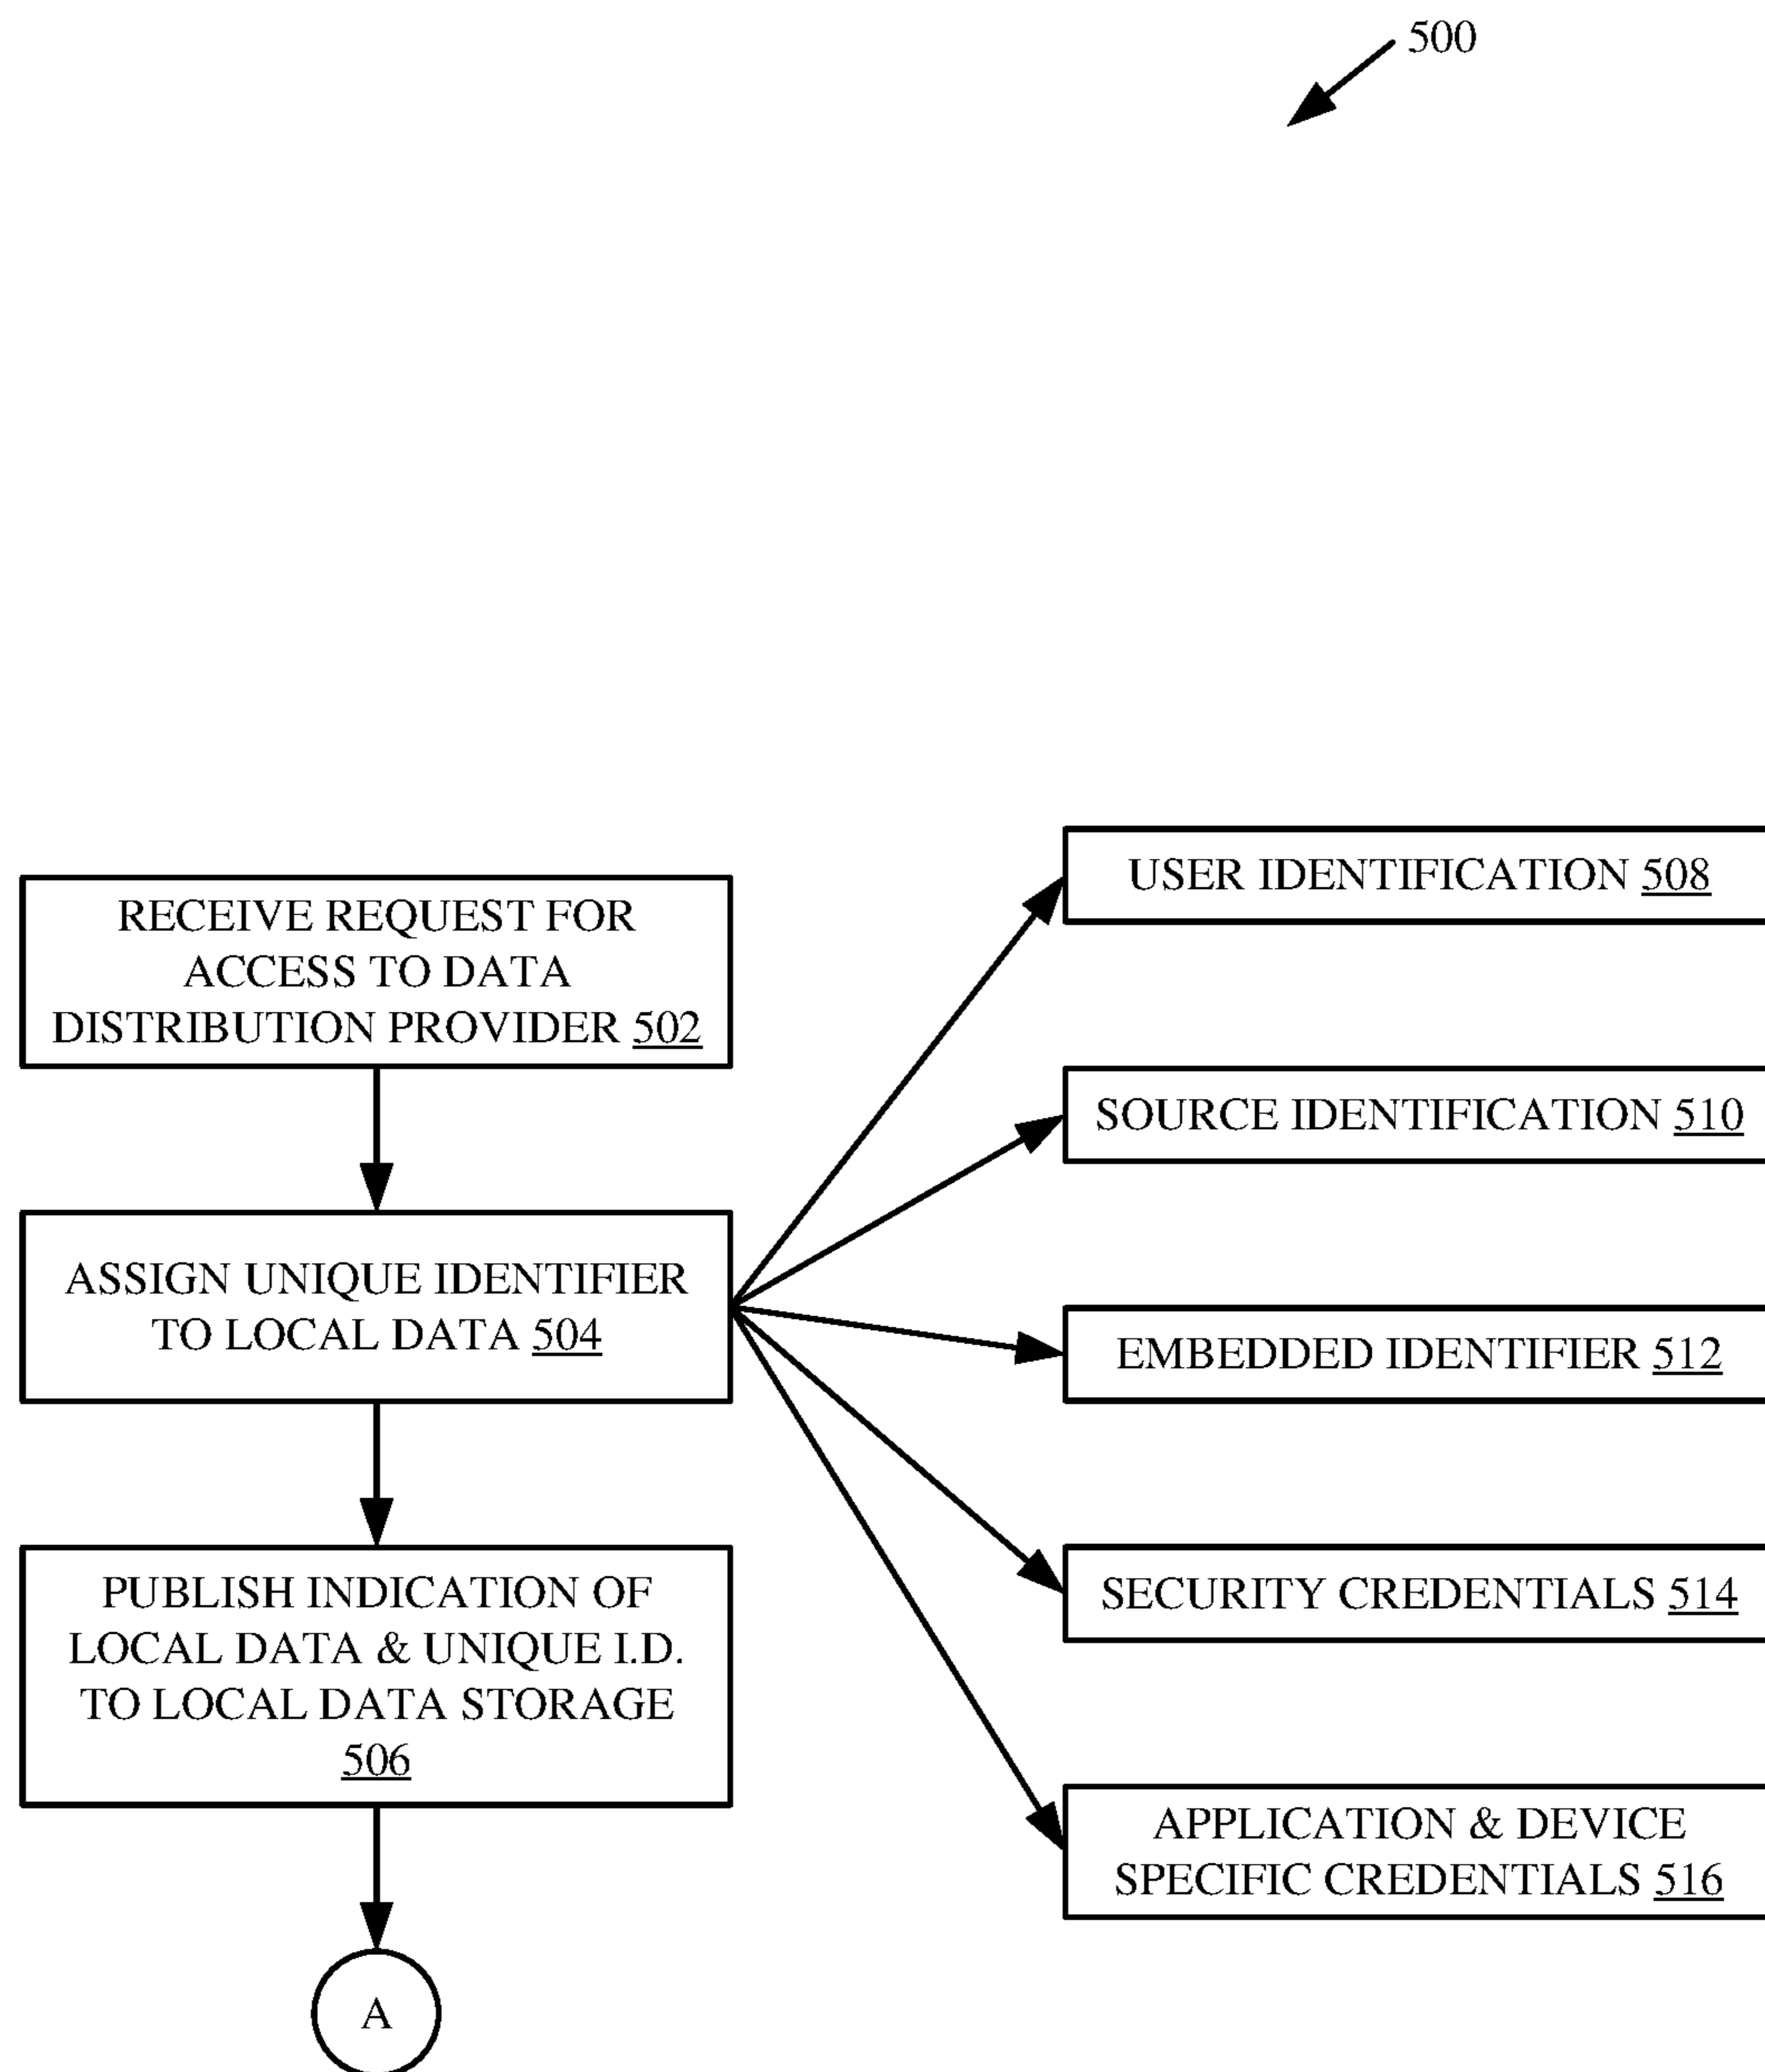 500
RECEIVE REQUEST FOR
ACCESS TO DATA
DISTRIBUTION PROVIDER 502
ASSIGN UNIQUE IDENTIFIER
TO LOCAL DATA 504
PUBLISH INDICATION OF
LOCAL DATA & UNIQUE I.D.
TO LOCAL DATA STORAGE
506
A
USER IDENTIFICATION 508
SOURCE IDENTIFICATION 510
EMBEDDED IDENTIFIER 512
SECURITY CREDENTIALS 514
APPLICATION & DEVICE
SPECIFIC CREDENTIALS 516